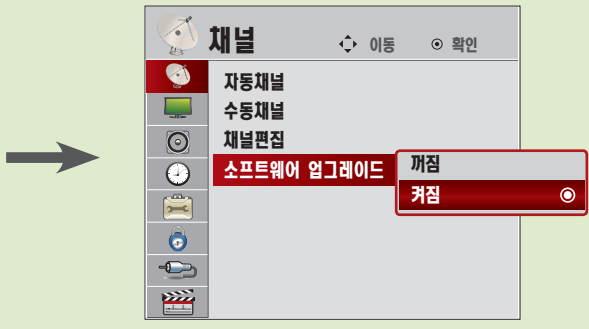 채널 이동 확인
자동채널
수동채널
채널편집
소프트웨어 업그레이드
꺼짐
켜짐